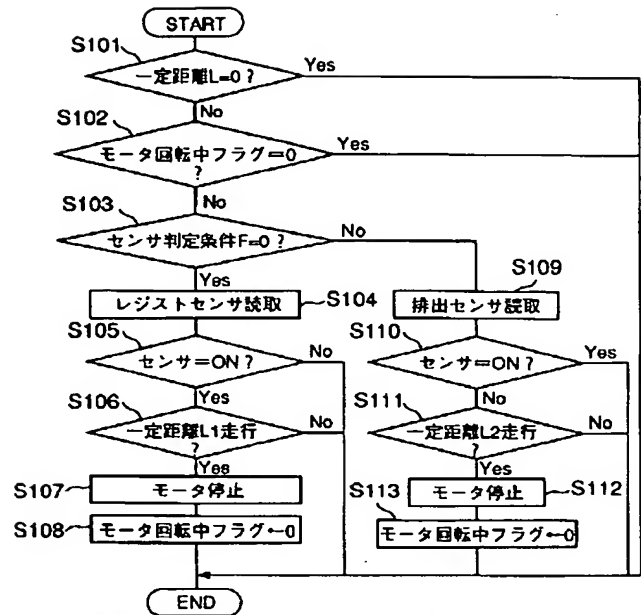 START
S101
一定距離L=0?
Yes
No
S102
モータ回転中フラグ=0
?
Yes
No
S103
センサ判定条件F=0?
No
Yes
レジストセンサ読取
S104
S109
排出センサ読取
S105
センサ=ON?
No
Yes
S110
センサ=ON?
Yes
No
S106
一定距離L1走行
?
No
Yes
S111
一定距離L2走行
?
No
Yes
S107
モータ停止
モータ停止
S112
S108
モータ回転中フラグ←0
S113
モータ回転中フラグ←0
END